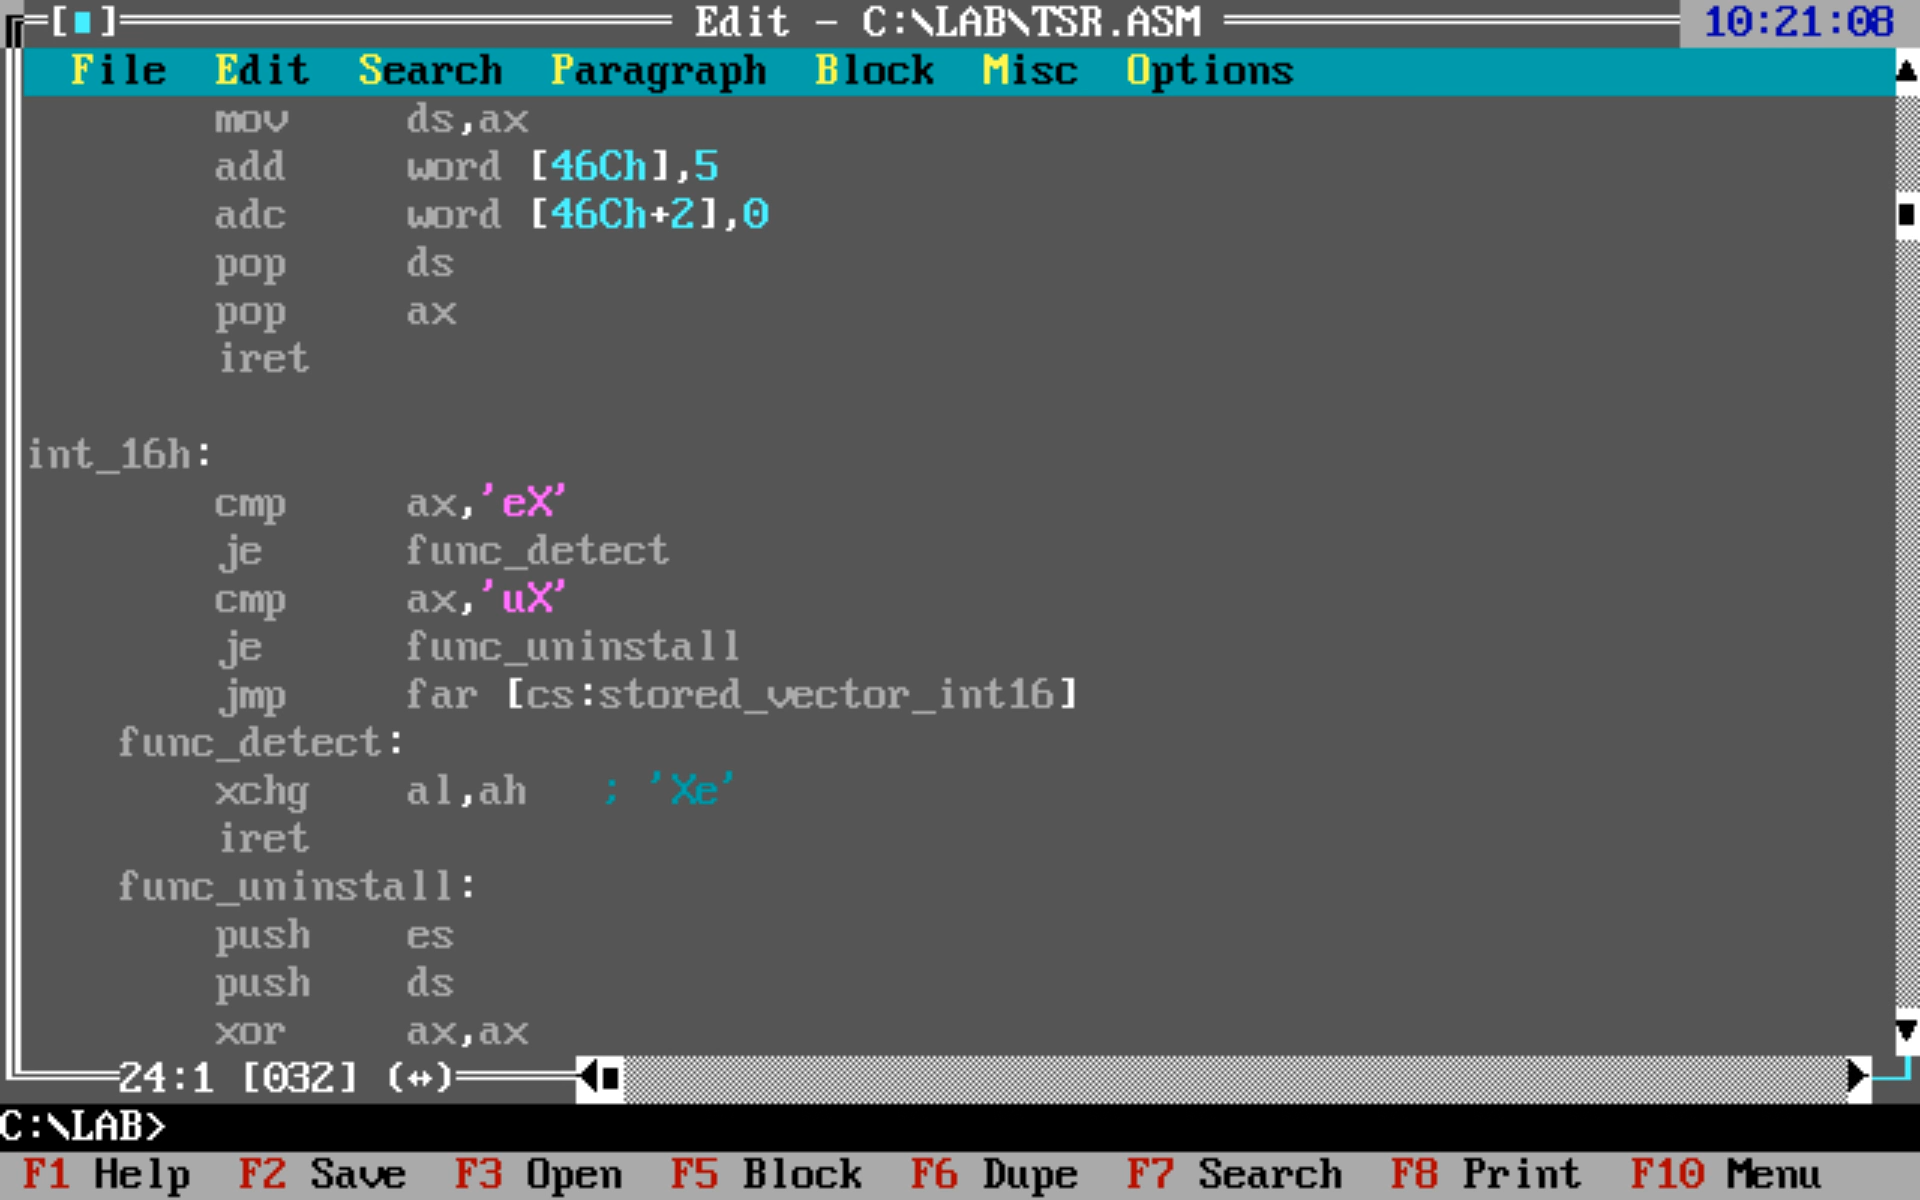 [■] Edit - C:\LAB\TSR.ASM 10:21:08
File Edit Search Paragraph Block Misc Options
mov ds,ax
add word [46Ch],5
adc word [46Ch+2],0
pop ds
pop ax
iret
int_16h:
cmp ax,'eX'
je func_detect
cmp ax,'uX'
je func_uninstall
jmp far [cs:stored_vector_int16]
func_detect:
xchg al,ah ; 'Xe'
iret
func_uninstall:
push es
push ds
xor ax,ax
24:1 [032] (↔)
C:\LAB>
F1 Help F2 Save F3 Open F5 Block F6 Dupe F7 Search F8 Print F10 Menu